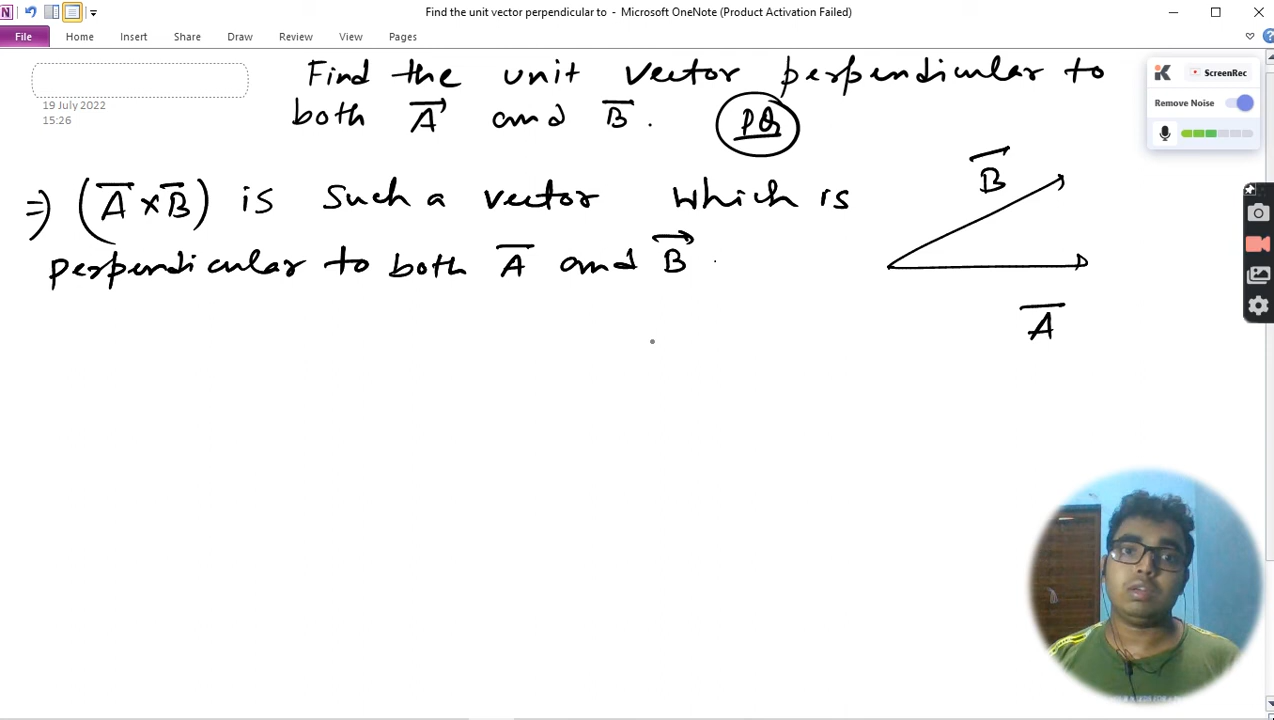 Find the unit vector perpendicular to - Microsoft OneNote (Product Activation Failed)
File Home Insert Share Draw Review View Pages
19 July 2022
15:26
Find the unit vector perpendicular to
both A⃗ and B̅.
ScreenRec
Remove Noise
⇒ (A̅×B̅) is such a vector which is
perpendicular to both A̅ and B⃗.
B̅
A̅